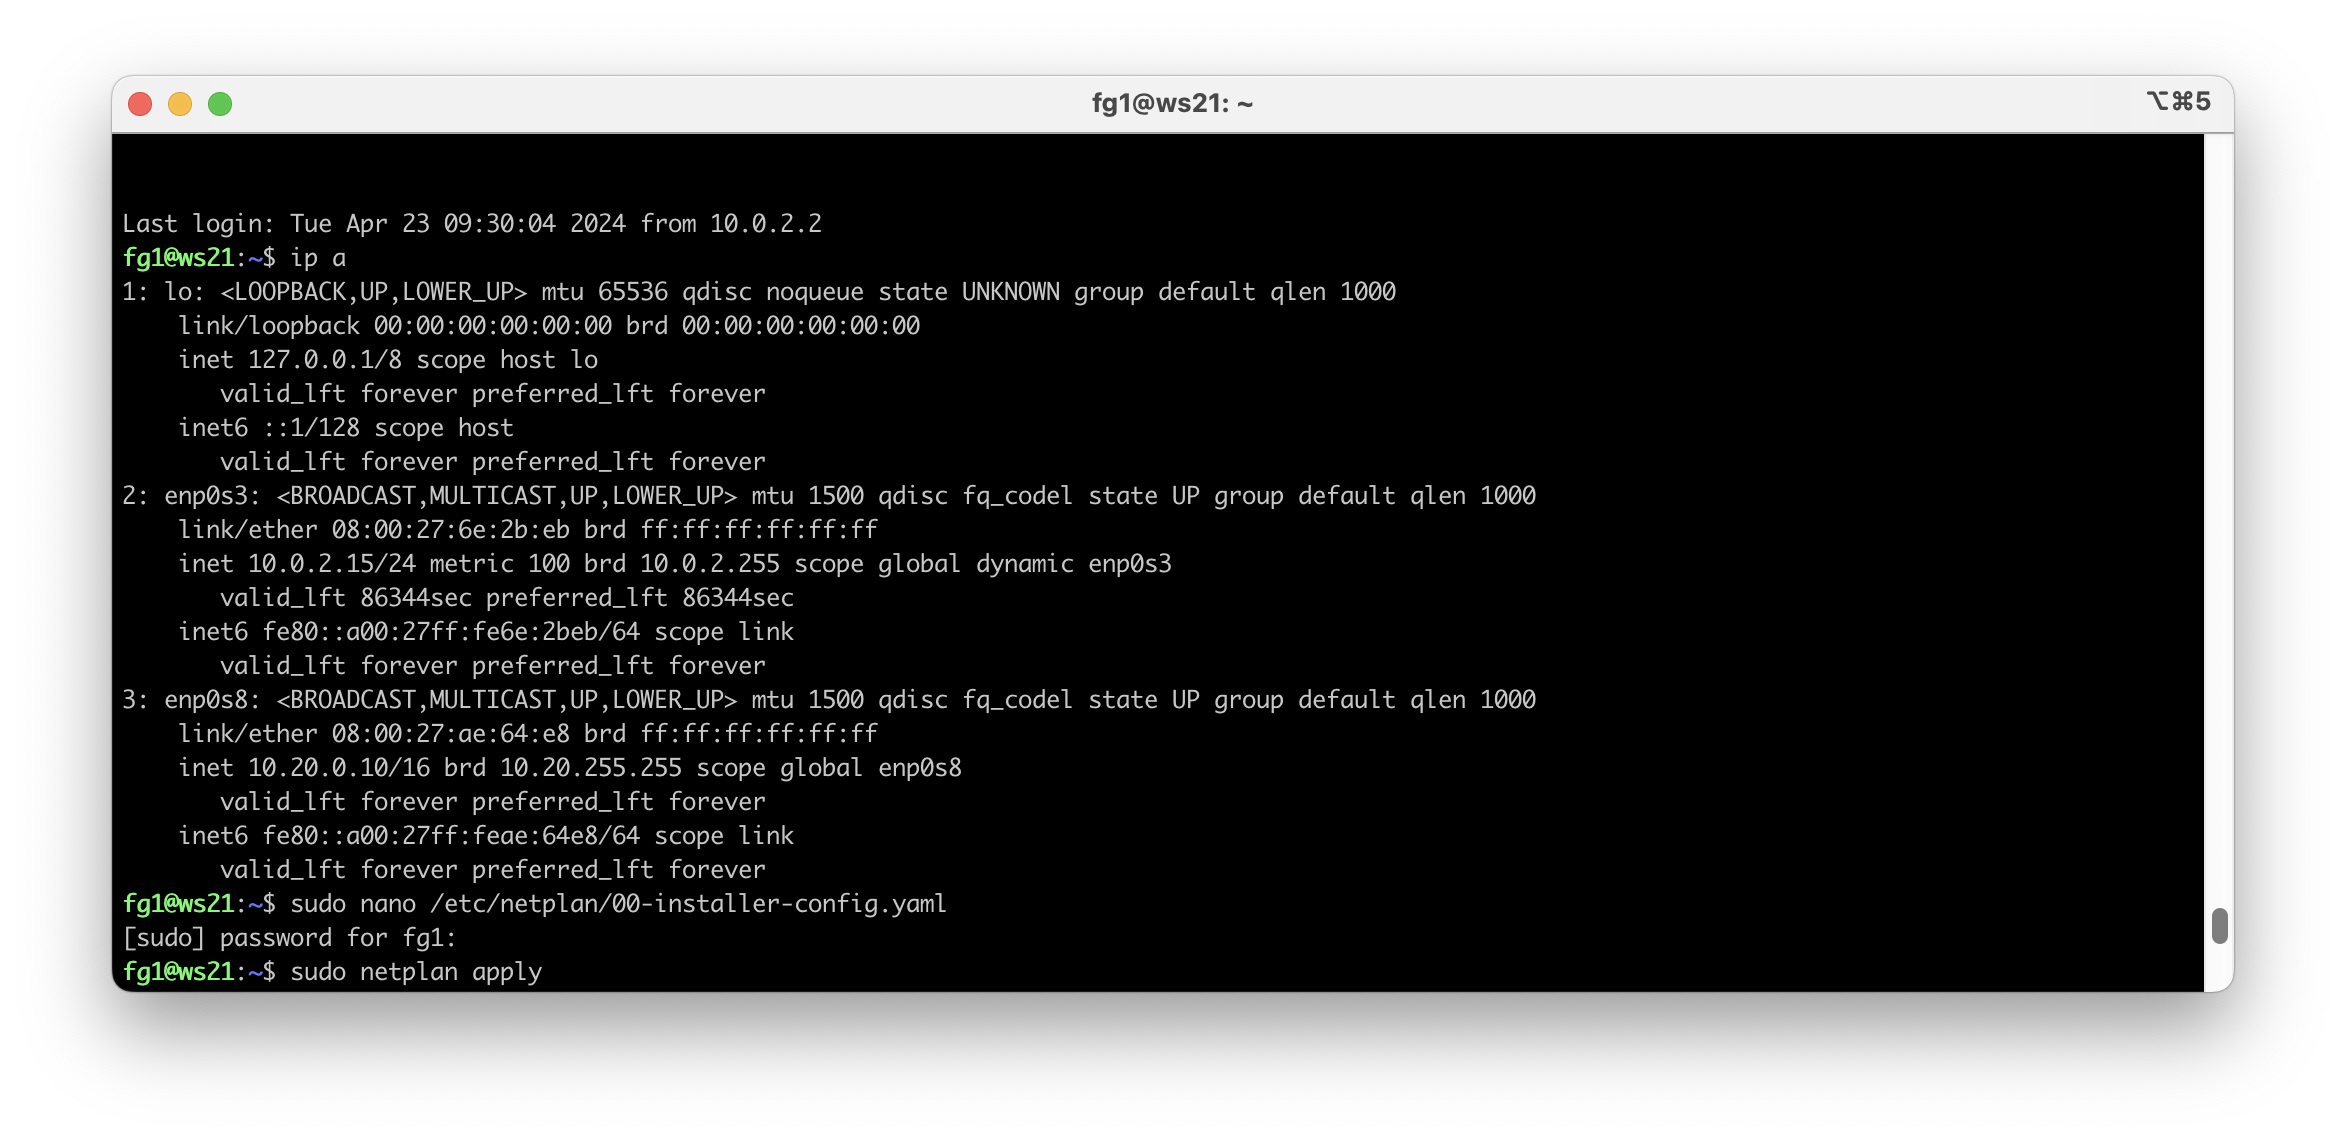 fg1@ws21: ~
⌥⌘5
Last login: Tue Apr 23 09:30:04 2024 from 10.0.2.2
fg1@ws21:~$ ip a
1: lo: <LOOPBACK,UP,LOWER_UP> mtu 65536 qdisc noqueue state UNKNOWN group default qlen 1000
    link/loopback 00:00:00:00:00:00 brd 00:00:00:00:00:00
    inet 127.0.0.1/8 scope host lo
       valid_lft forever preferred_lft forever
    inet6 ::1/128 scope host
       valid_lft forever preferred_lft forever
2: enp0s3: <BROADCAST,MULTICAST,UP,LOWER_UP> mtu 1500 qdisc fq_codel state UP group default qlen 1000
    link/ether 08:00:27:6e:2b:eb brd ff:ff:ff:ff:ff:ff
    inet 10.0.2.15/24 metric 100 brd 10.0.2.255 scope global dynamic enp0s3
       valid_lft 86344sec preferred_lft 86344sec
    inet6 fe80::a00:27ff:fe6e:2beb/64 scope link
       valid_lft forever preferred_lft forever
3: enp0s8: <BROADCAST,MULTICAST,UP,LOWER_UP> mtu 1500 qdisc fq_codel state UP group default qlen 1000
    link/ether 08:00:27:ae:64:e8 brd ff:ff:ff:ff:ff:ff
    inet 10.20.0.10/16 brd 10.20.255.255 scope global enp0s8
       valid_lft forever preferred_lft forever
    inet6 fe80::a00:27ff:feae:64e8/64 scope link
       valid_lft forever preferred_lft forever
fg1@ws21:~$ sudo nano /etc/netplan/00-installer-config.yaml
[sudo] password for fg1:
fg1@ws21:~$ sudo netplan apply